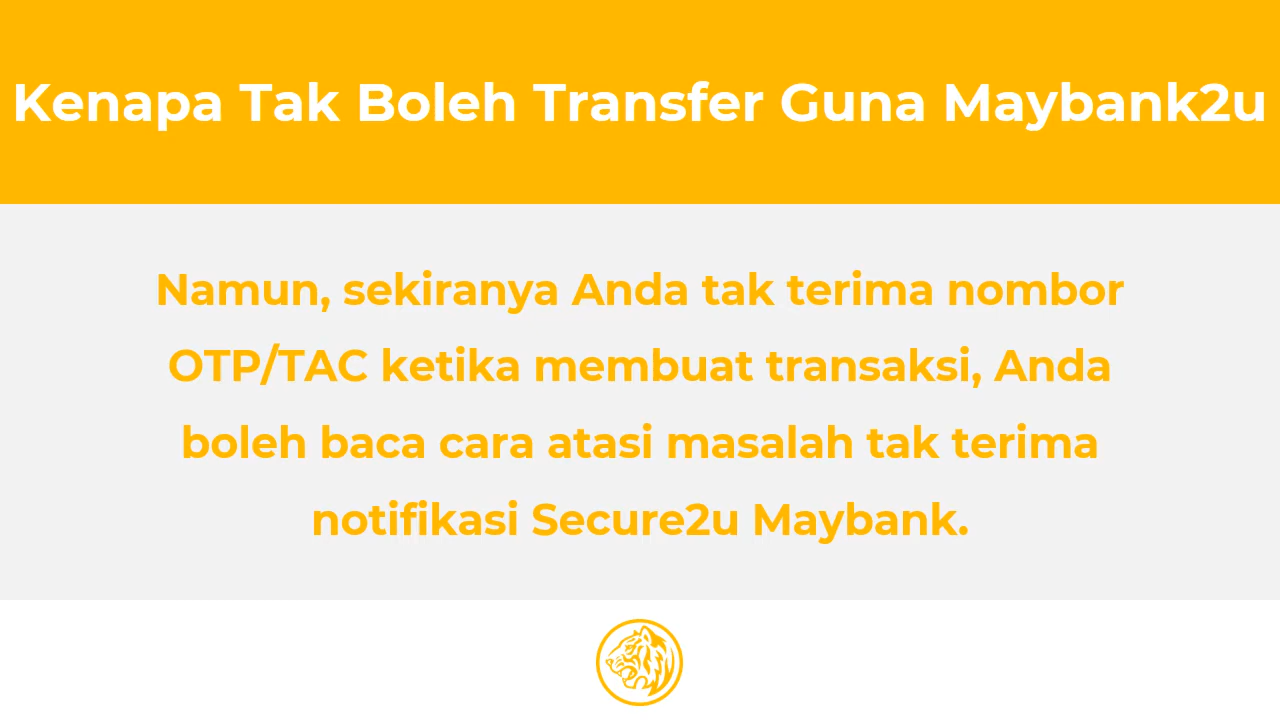 Kenapa Tak Boleh Transfer Guna Maybank2u
Namun, sekiranya Anda tak terima nombor
OTP/TAC ketika membuat transaksi, Anda
boleh baca cara atasi masalah tak terima
notifikasi Secure2u Maybank.